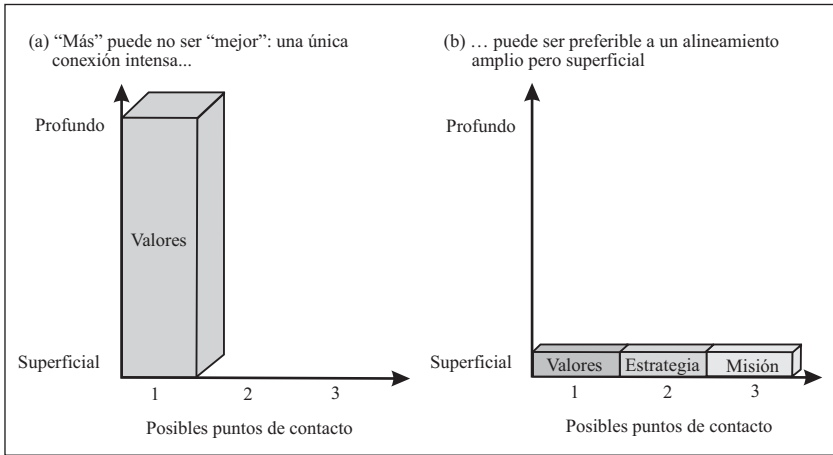 (a) “Más” puede no ser “mejor”: una única
conexión intensa...
Profundo
Valores
Superficial
1 2 3
Posibles puntos de contacto
(b) … puede ser preferible a un alineamiento
amplio pero superficial
Profundo
Superficial
Valores Estrategia Misión
1 2 3
Posibles puntos de contacto